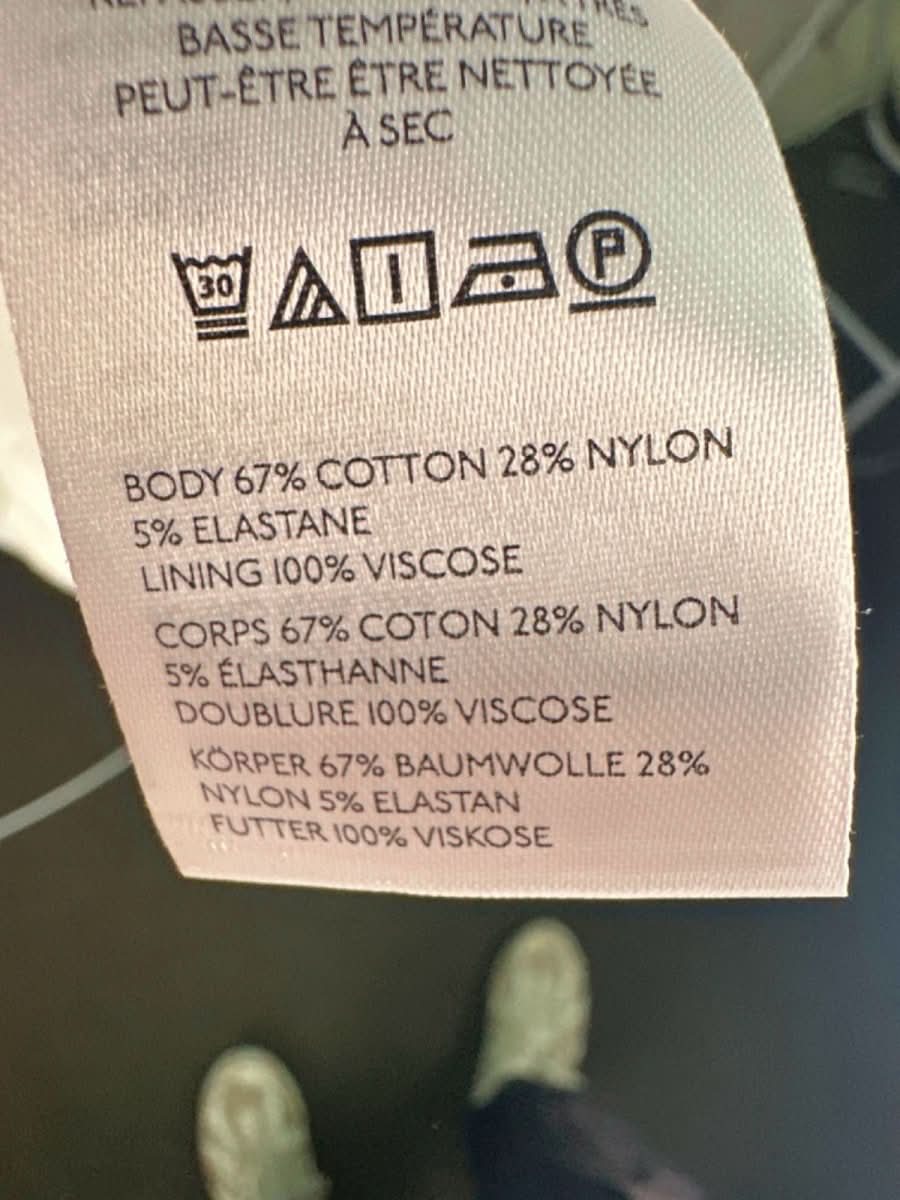 BASSE TEMPÉRATURE
PEUT-ÊTRE ÊTRE NETTOYÉE
À SEC
30 P
BODY 67% COTTON 28% NYLON
5% ELASTANE
LINING 100% VISCOSE
CORPS 67% COTON 28% NYLON
5% ÉLASTHANNE
DOUBLURE 100% VISCOSE
KÖRPER 67% BAUMWOLLE 28%
NYLON 5% ELASTAN
FUTTER 100% VISKOSE